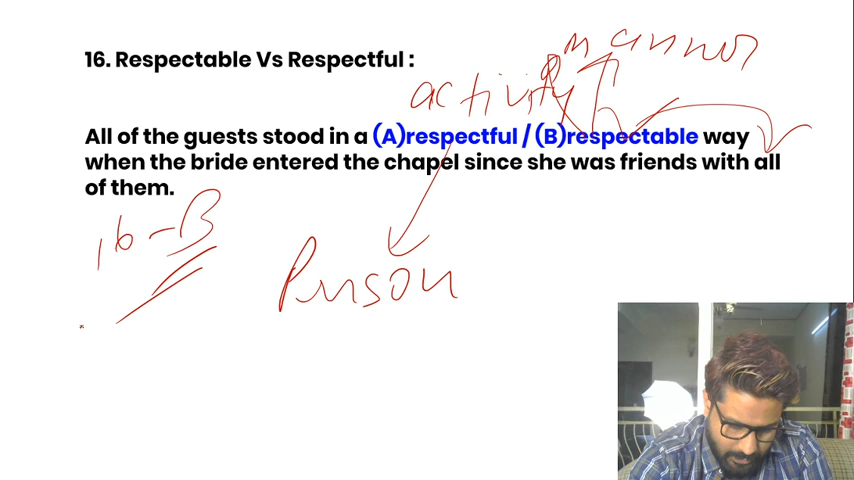 16. Respectable Vs Respectful :
manner
activity
All of the guests stood in a (A)respectful / (B)respectable way
when the bride entered the chapel since she was friends with all
of them.
16 - B
Person